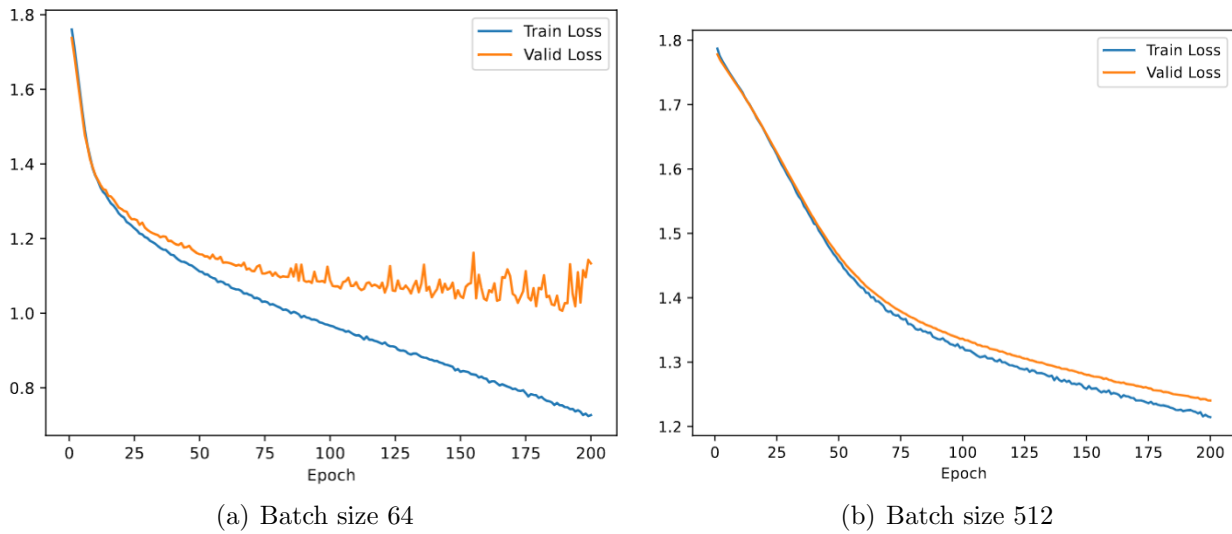 1.8
1.6
1.4
1.2
1.0
0.8
0 25 50 75 100 125 150 175 200
Epoch
Train Loss
Valid Loss
(a) Batch size 64
1.8
1.7
1.6
1.5
1.4
1.3
1.2
0 25 50 75 100 125 150 175 200
Epoch
Train Loss
Valid Loss
(b) Batch size 512